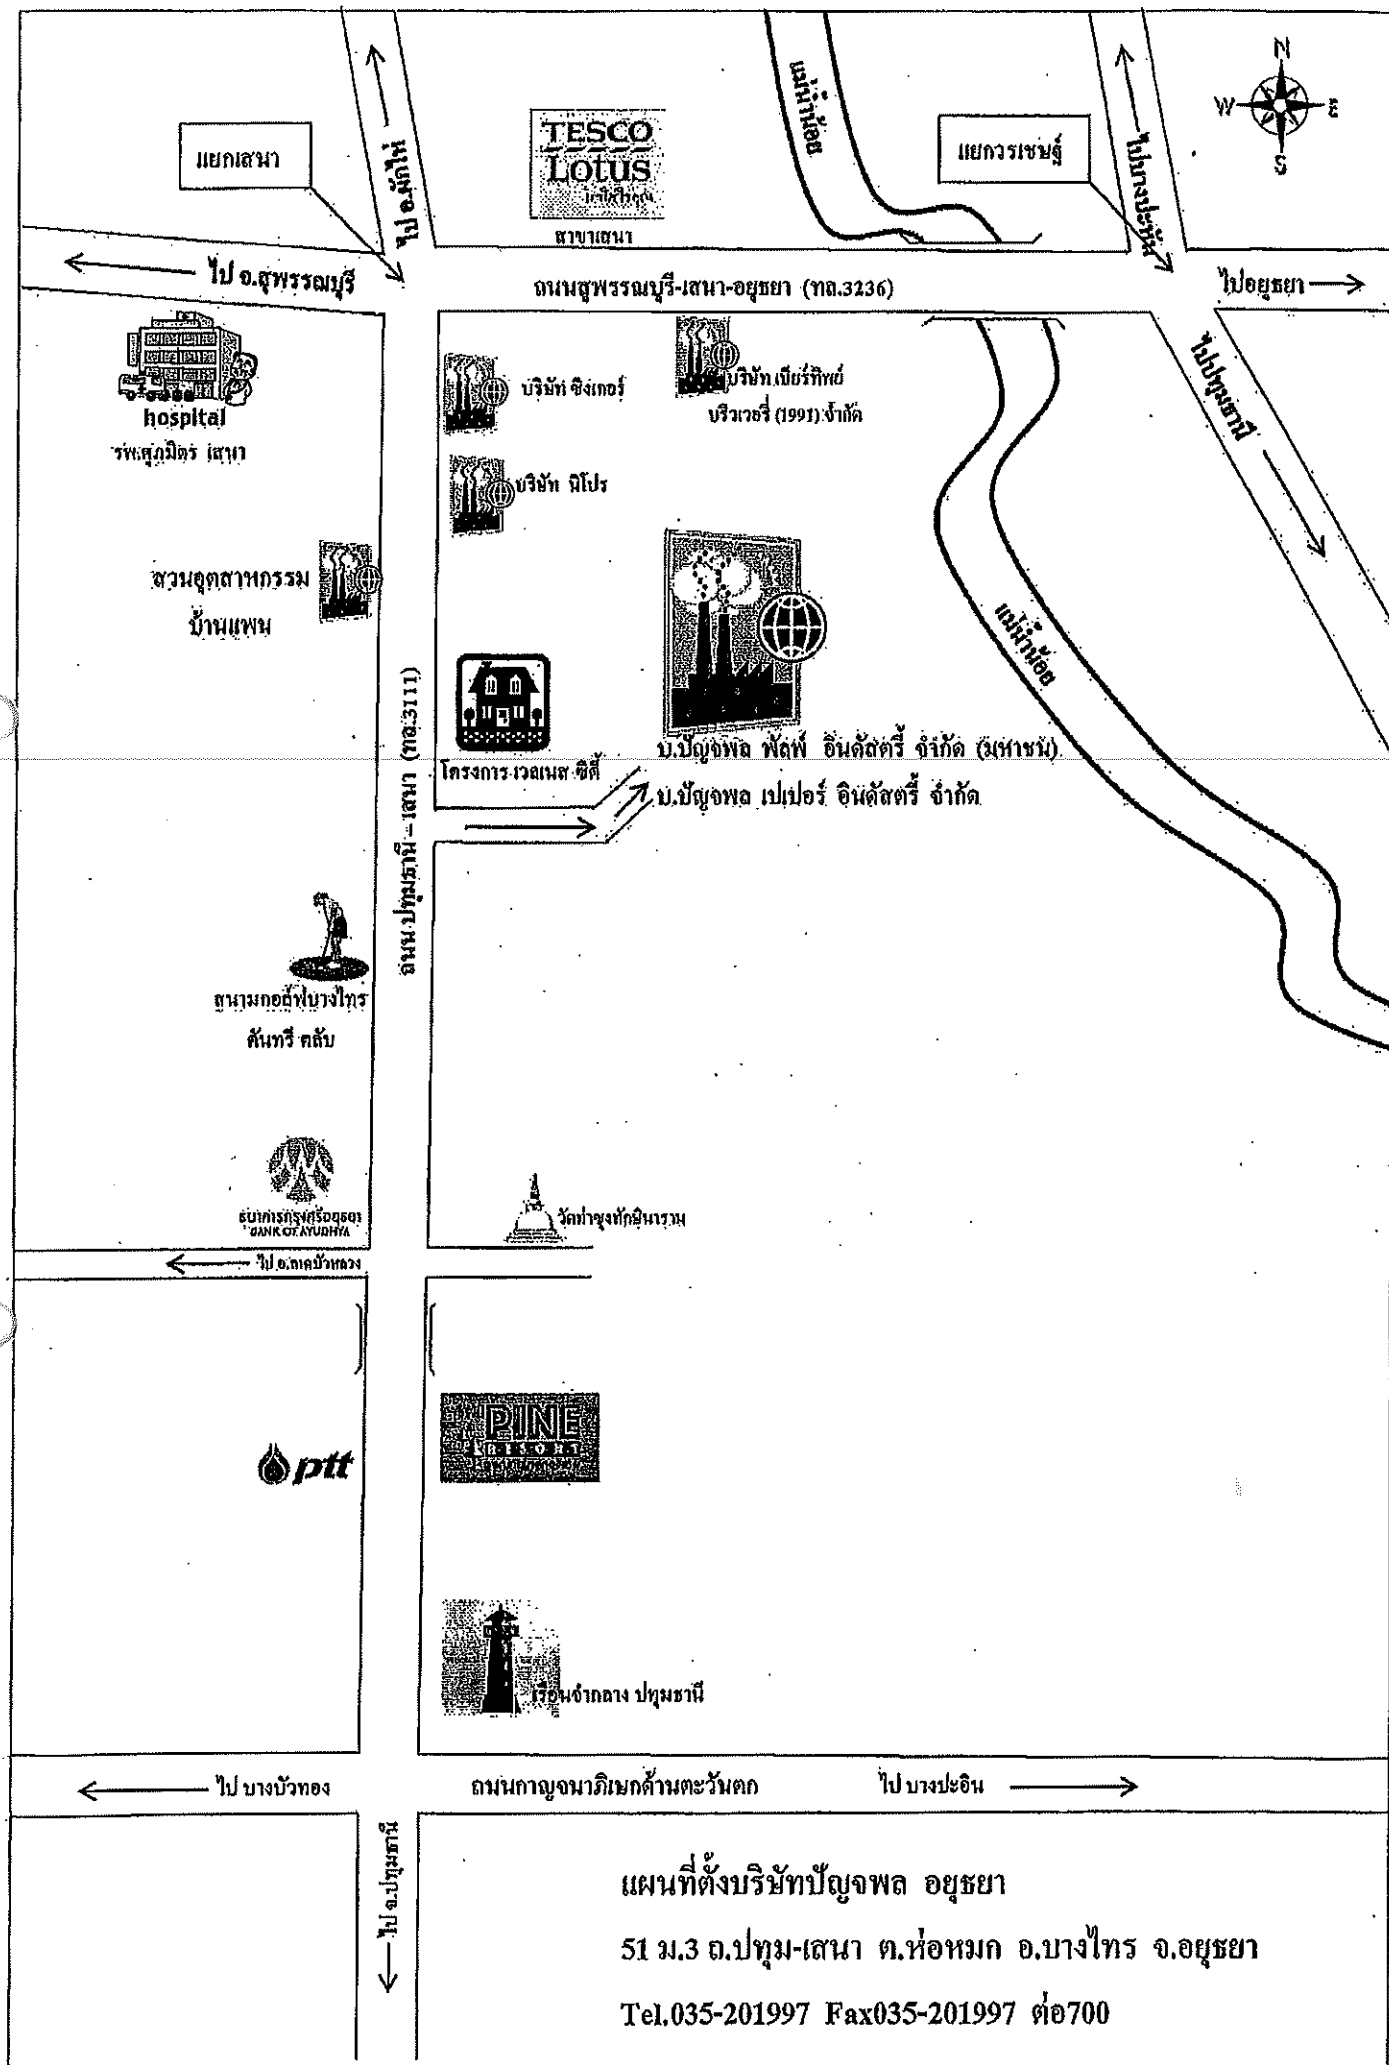 N
W E
S
แยกเสนา
ไป อ.ผักไห่
TESCO
Lotus
สาขาเสนา
แม่น้ำน้อย
แยกวรเชษฐ์
ไปบางปะหัน
ไป จ.สุพรรณบุรี
ถนนสุพรรณบุรี-เสนา-อยุธยา (ทล.3236)
ไปอยุธยา
ไปปทุมธานี
hospital
รพ.ศุภมิตร เสนา
บริษัท ซิงเกอร์
บริษัท เบียร์ทิพย์
บริวเวอรี่ (1991) จำกัด
บริษัท นิโปร
สวนอุตสาหกรรม
บ้านแพน
แม่น้ำน้อย
ถนน ปทุมธานี – เสนา (ทล.3111)
โครงการ เวลเนส ซิตี้
บ.ปัญจพล พัลพ์ อินดัสตรี้ จำกัด (มหาชน)
บ.ปัญจพล เปเปอร์ อินดัสตรี้ จำกัด
สนามกอล์ฟบางไทร
คันทรี คลับ
ธนาคารกรุงศรีอยุธยา
BANK OF AYUDHYA
วัดท่าซุงทักษิณาราม
ไป อ.ลาดบัวหลวง
PINE
RESORT
ptt
เรือนจำกลาง ปทุมธานี
ไป บางบัวทอง
ถนนกาญจนาภิเษกด้านตะวันตก
ไป บางปะอิน
ไป จ.ปทุมธานี
แผนที่ตั้งบริษัทปัญจพล อยุธยา
51 ม.3 ถ.ปทุม-เสนา ต.ห่อหมก อ.บางไทร จ.อยุธยา
Tel.035-201997 Fax035-201997 ต่อ700